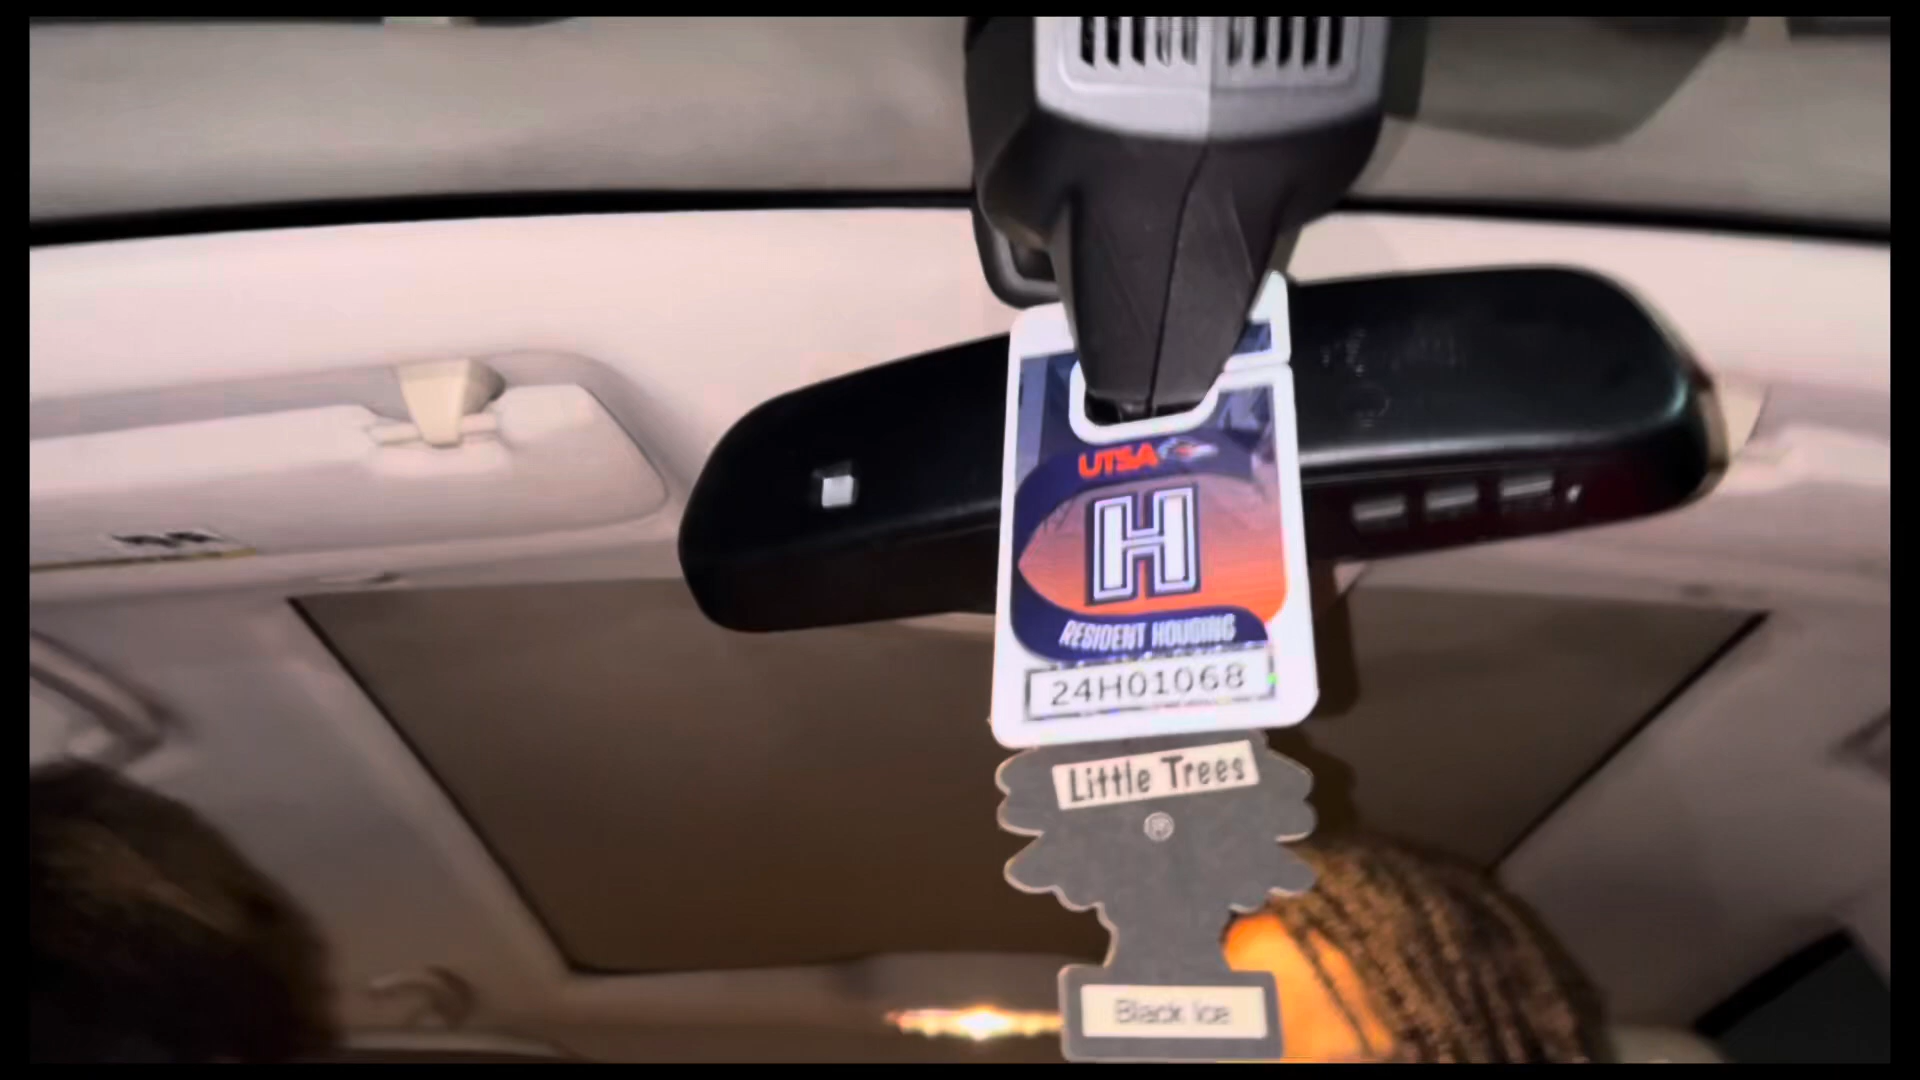 UTSA
H
RESIDENT HOUSING
24H01068
Little Trees
®
Black Ice